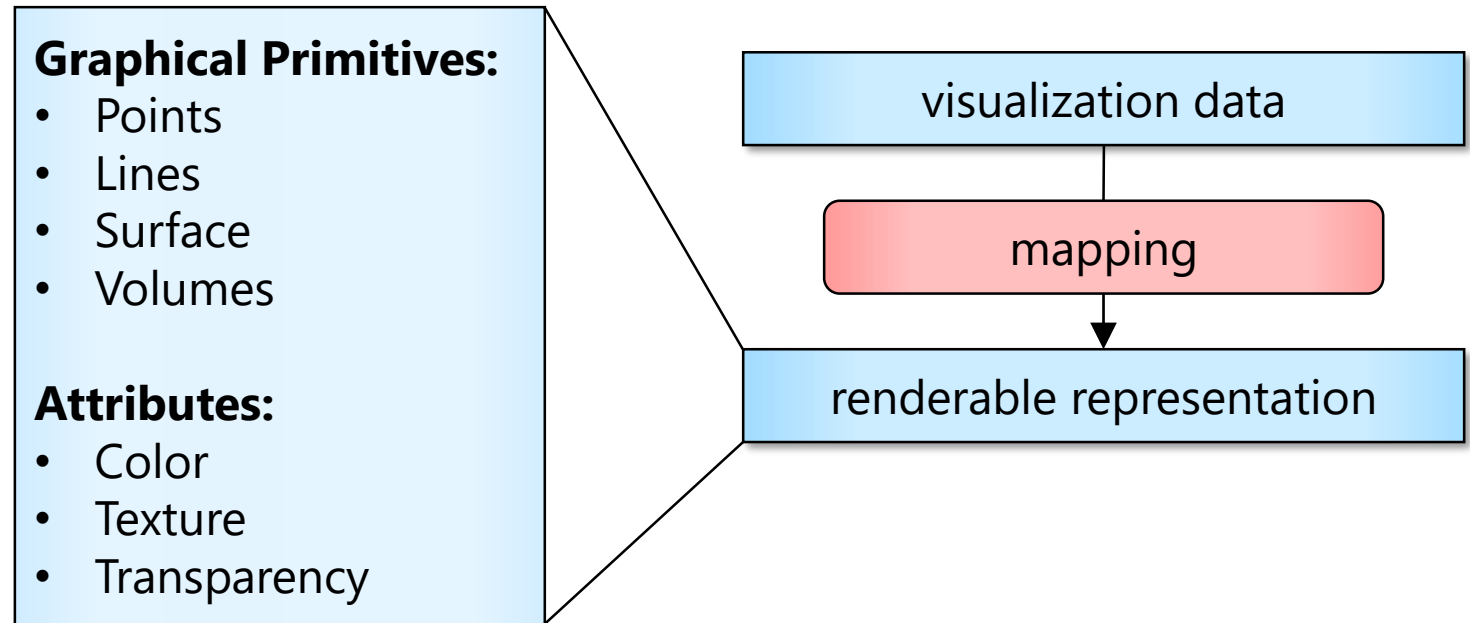 Graphical Primitives:
• Points
• Lines
• Surface
• Volumes
Attributes:
• Color
• Texture
• Transparency
visualization data
mapping
renderable representation